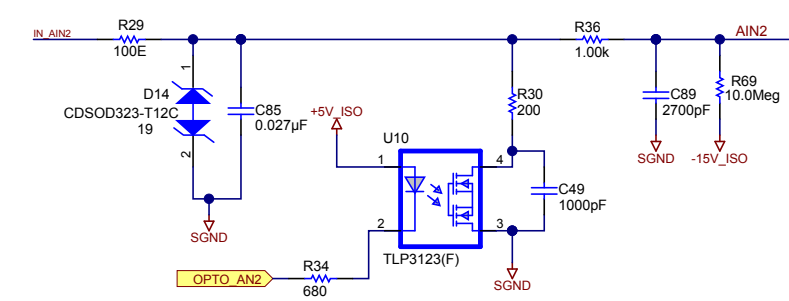 R29
R36
IN_AIN2
AIN2
100E
1.00k
1
D14
CDSOD323-T12C
19
C85
0.027µF
2
SGND
+5V_ISO
R30
200
C89
2700pF
SGND
R69
10.0Meg
-15V_ISO
U10
1
4
2
3
TLP3123(F)
C49
1000pF
SGND
OPTO_AN2
R34
680